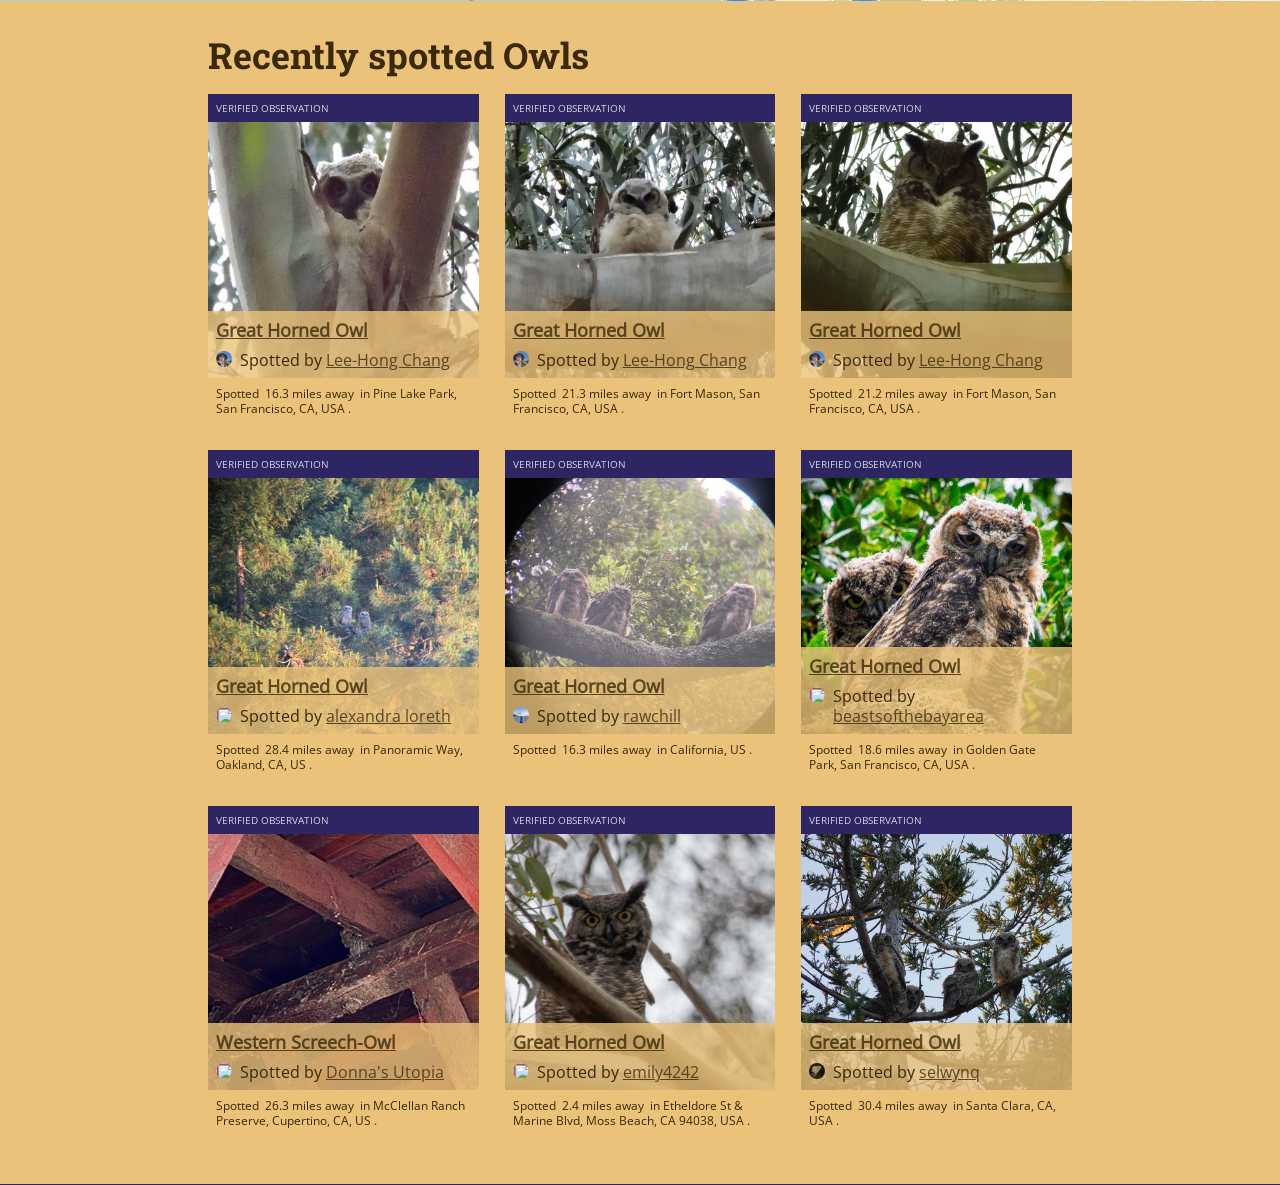 Recently spotted Owls
VERIFIED OBSERVATION
Great Horned Owl
Spotted by Lee-Hong Chang
Spotted 16.3 miles away in Pine Lake Park,
San Francisco, CA, USA .
VERIFIED OBSERVATION
Great Horned Owl
Spotted by Lee-Hong Chang
Spotted 21.3 miles away in Fort Mason, San
Francisco, CA, USA .
VERIFIED OBSERVATION
Great Horned Owl
Spotted by Lee-Hong Chang
Spotted 21.2 miles away in Fort Mason, San
Francisco, CA, USA .
VERIFIED OBSERVATION
Great Horned Owl
Spotted by alexandra loreth
Spotted 28.4 miles away in Panoramic Way,
Oakland, CA, US .
VERIFIED OBSERVATION
Great Horned Owl
Spotted by rawchill
Spotted 16.3 miles away in California, US .
VERIFIED OBSERVATION
Great Horned Owl
Spotted by
beastsofthebayarea
Spotted 18.6 miles away in Golden Gate
Park, San Francisco, CA, USA .
VERIFIED OBSERVATION
Western Screech-Owl
Spotted by Donna's Utopia
Spotted 26.3 miles away in McClellan Ranch
Preserve, Cupertino, CA, US .
VERIFIED OBSERVATION
Great Horned Owl
Spotted by emily4242
Spotted 2.4 miles away in Etheldore St &
Marine Blvd, Moss Beach, CA 94038, USA .
VERIFIED OBSERVATION
Great Horned Owl
Spotted by selwynq
Spotted 30.4 miles away in Santa Clara, CA,
USA .